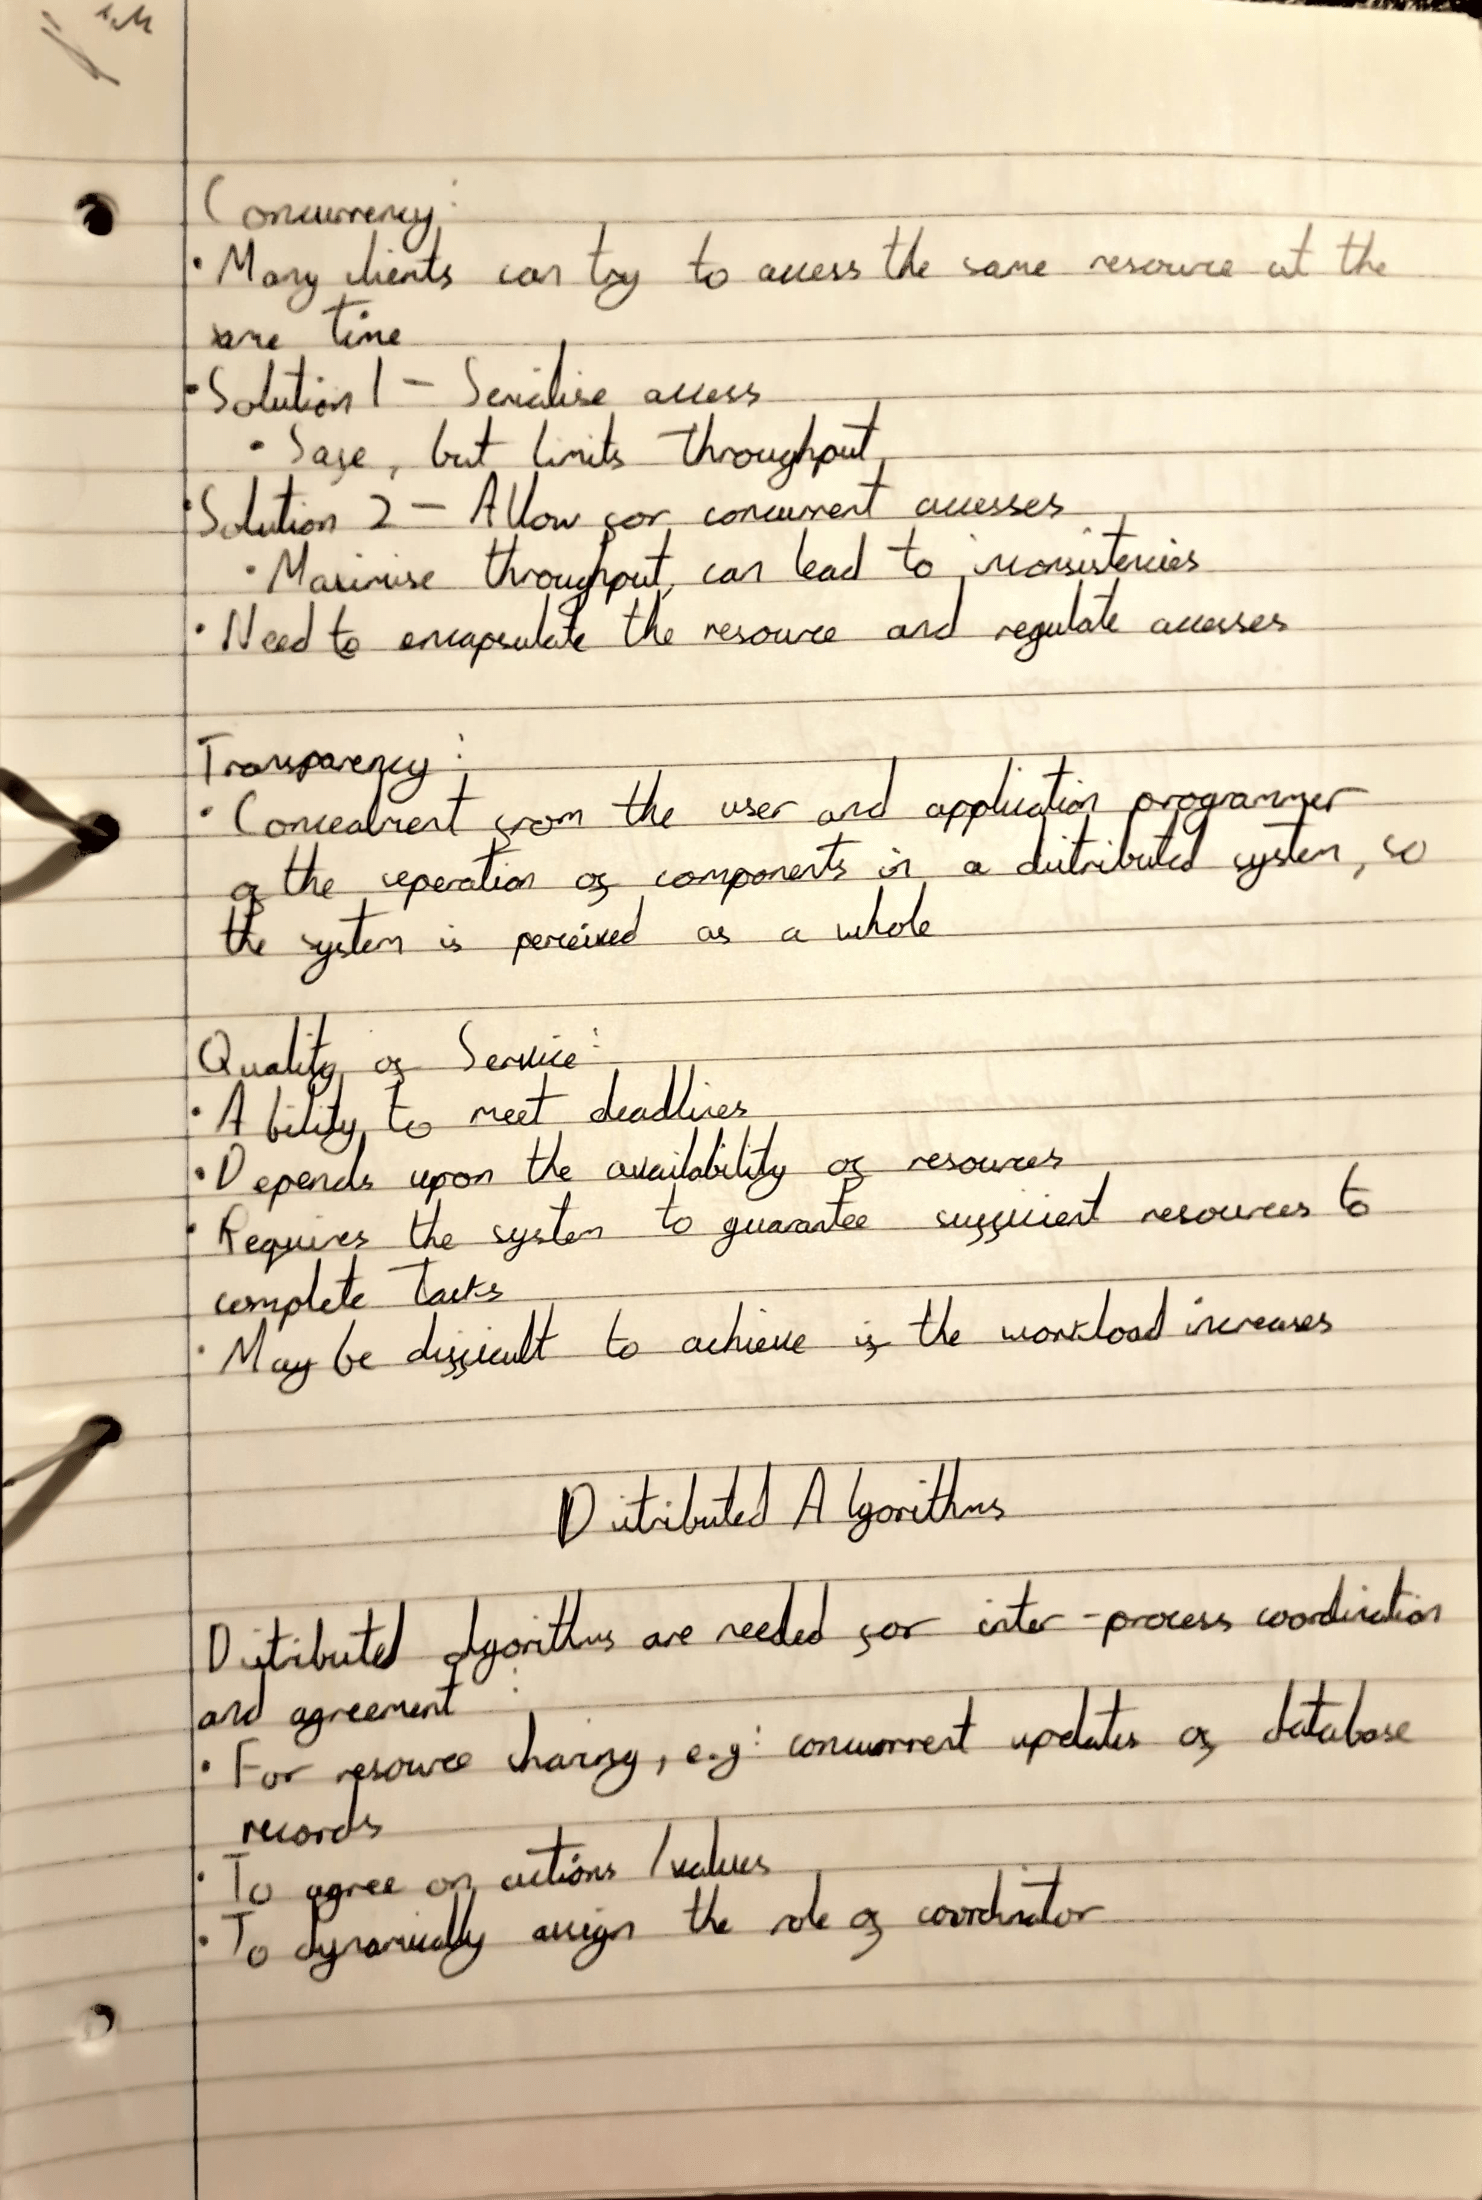 Concurrency:
• Many clients can try to access the same resource at the
same time
• Solution 1 – Serialise access
• Safe, but limits throughput
• Solution 2 – Allow for concurrent accesses
• Maximise throughput, can lead to inconsistencies
• Need to encapsulate the resource and regulate accesses
Transparency:
• Concealment from the user and application programmer
of the seperation of components in a distributed system, so
the system is perceived as a whole
Quality of Service:
• Ability to meet deadlines
• Depends upon the availability of resources
• Requires the system to guarantee sufficient resources to
complete tasks
• May be difficult to achieve if the workload increases
Distributed Algorithms
Distributed algorithms are needed for inter-process coordination
and agreement:
• For resource sharing, e.g: concurrent updates of database
records
• To agree on actions / values
• To dynamically assign the role of coordinator